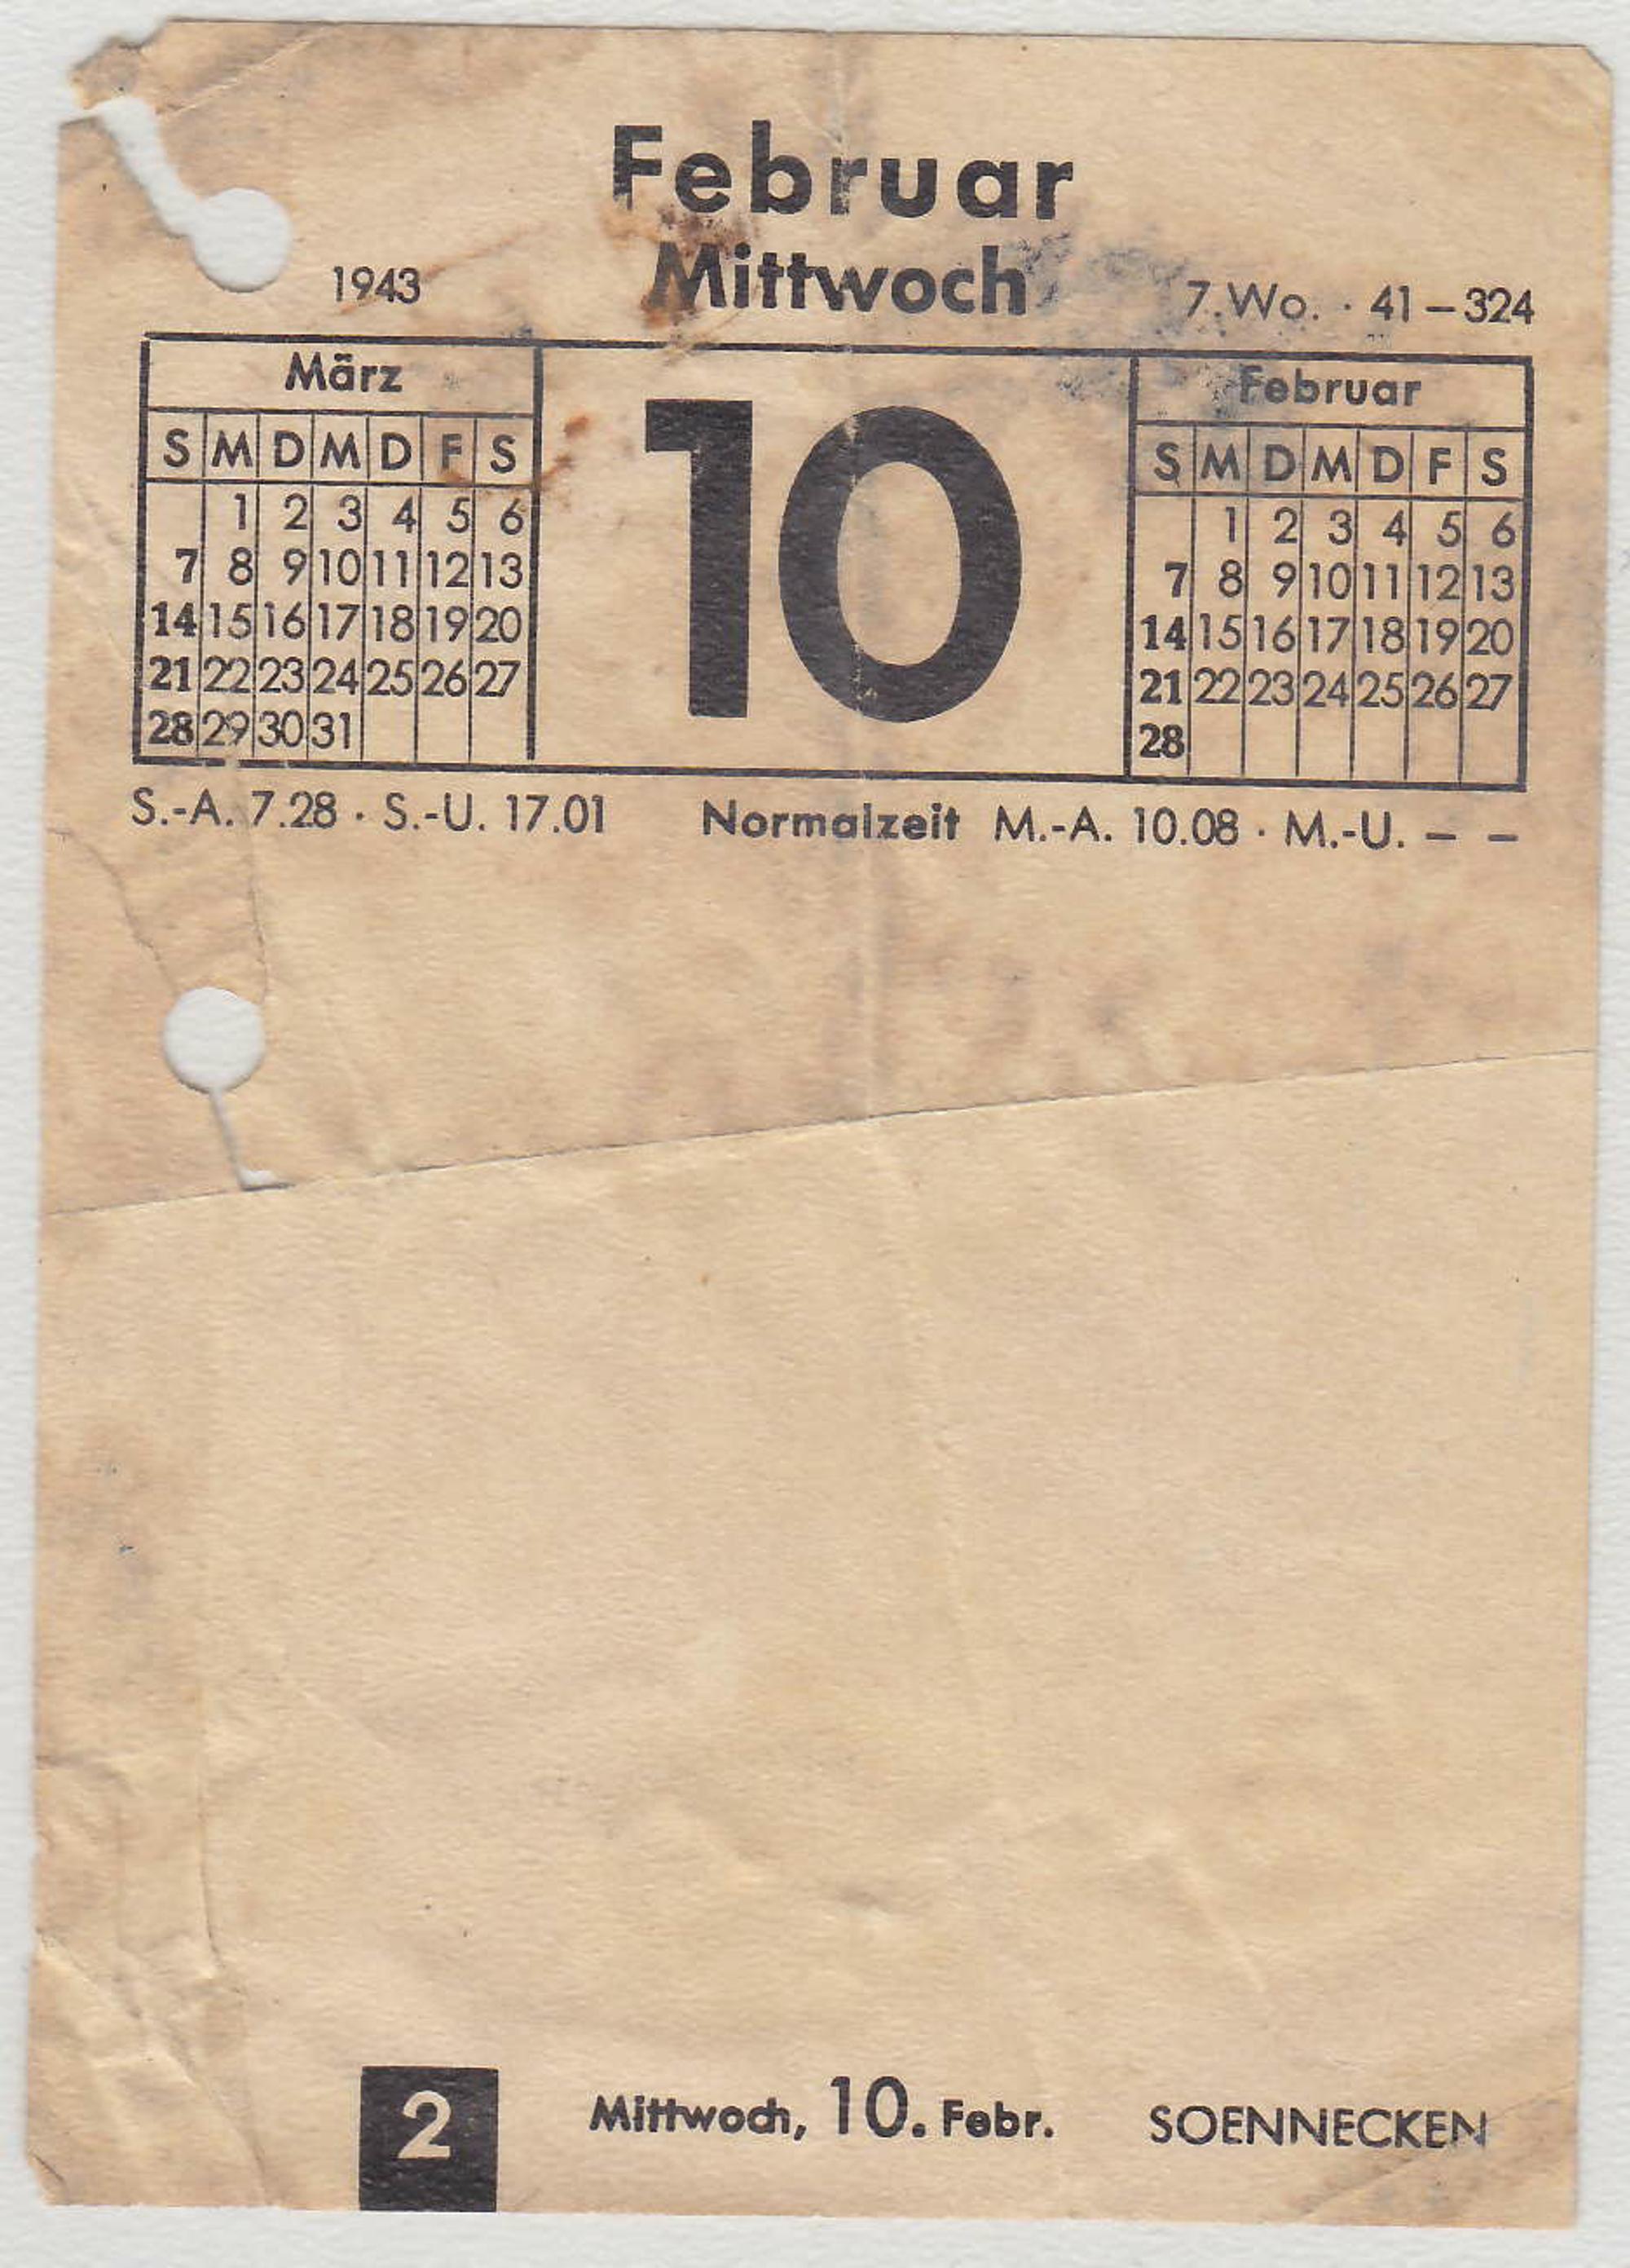 Februar
Mittwoch
1943
7. Wo. · 41 – 324
März
S M D M D F S
1 2 3 4 5 6
7 8 9 10 11 12 13
14 15 16 17 18 19 20
21 22 23 24 25 26 27
28 29 30 31
10
Februar
S M D M D F S
1 2 3 4 5 6
7 8 9 10 11 12 13
14 15 16 17 18 19 20
21 22 23 24 25 26 27
28
S.-A. 7.28 · S.-U. 17.01 Normalzeit M.-A. 10.08 · M.-U. – –
2 Mittwoch, 10. Febr. SOENNECKEN